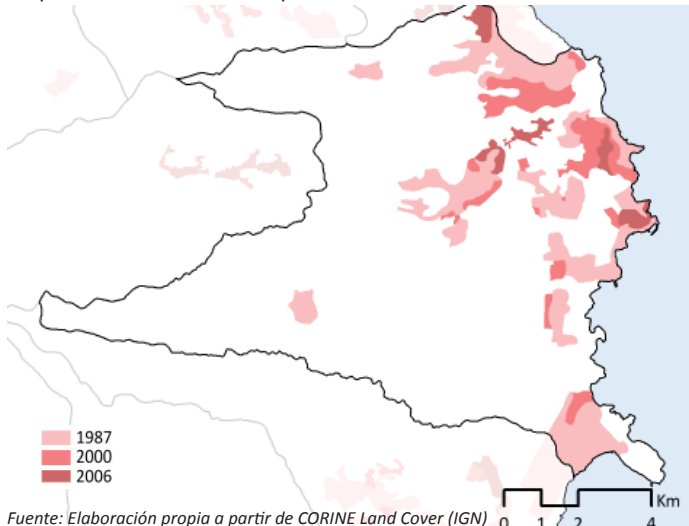 1987
2000
2006
Fuente: Elaboración propia a partir de CORINE Land Cover (IGN)
0 1 2 4 Km